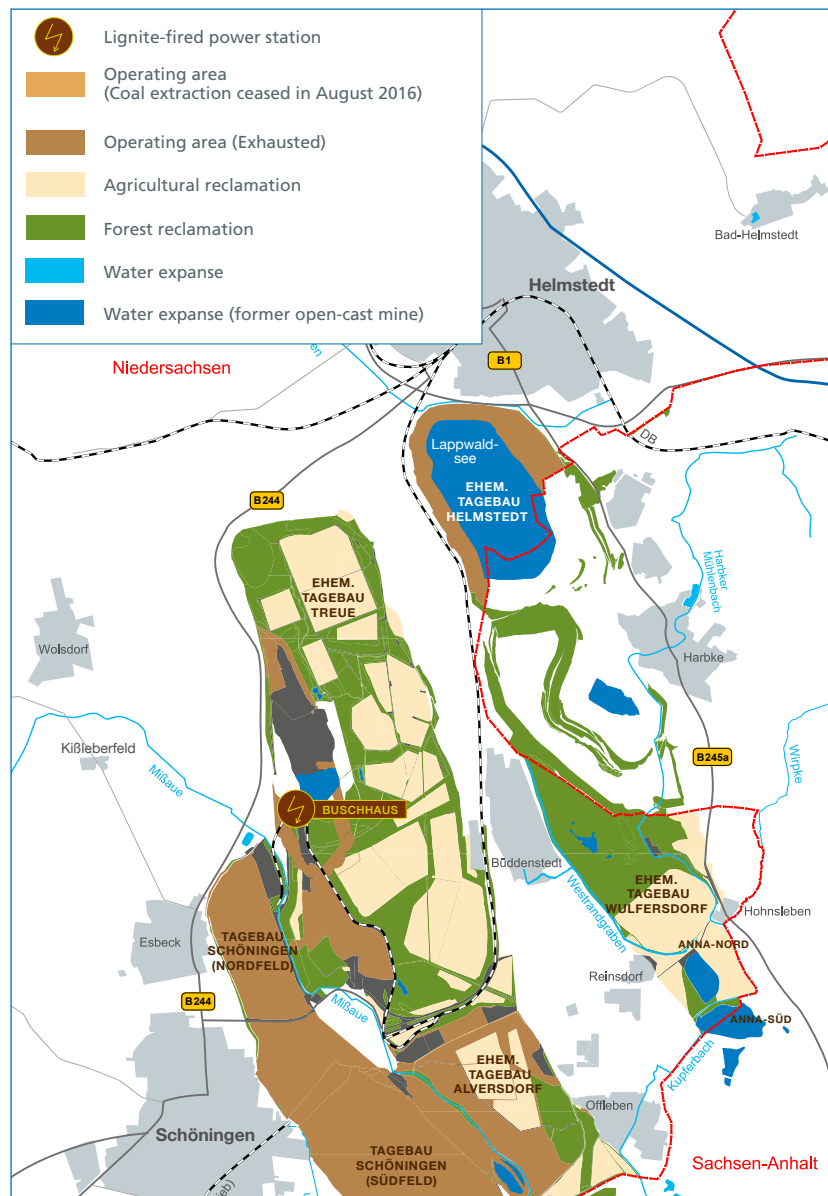 Lignite-fired power station
Operating area
(Coal extraction ceased in August 2016)
Operating area (Exhausted)
Agricultural reclamation
Forest reclamation
Water expanse
Water expanse (former open-cast mine)
Bad-Helmstedt
Helmstedt
Niedersachsen
B1
DB
Lappwald-
see
EHEM.
TAGEBAU
HELMSTEDT
B244
Harbker
Mühlenbach
EHEM.
TAGEBAU
TREUE
Wolsdorf
Harbke
Kißleberfeld
Mißaue
B245a
Wirpke
BUSCHHAUS
Büddenstedt
EHEM.
TAGEBAU
WULFERSDORF
Westrandgraben
Hohnsleben
Esbeck
TAGEBAU
SCHÖNINGEN
(NORDFELD)
ANNA-NORD
Reinsdorf
B244
Mißaue
ANNA-SÜD
Kupferbach
EHEM.
TAGEBAU
ALVERSDORF
Offleben
Schöningen
TAGEBAU
SCHÖNINGEN
(SÜDFELD)
Sachsen-Anhalt